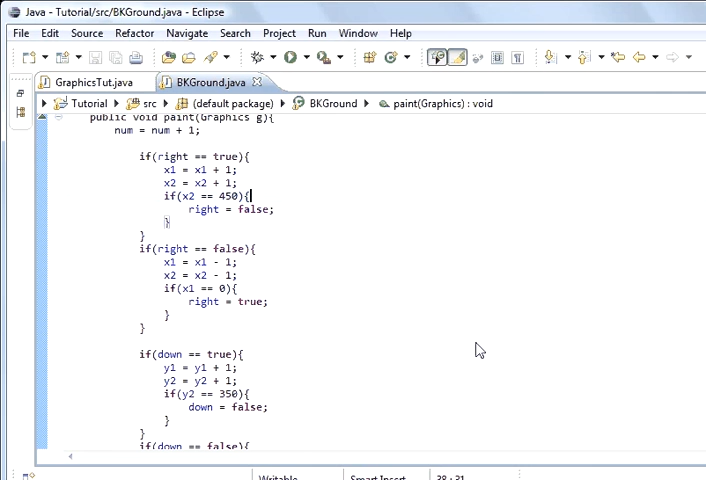 Java - Tutorial/src/BKGround.java - Eclipse
File Edit Source Refactor Navigate Search Project Run Window Help
GraphicsTut.java BKGround.java
Tutorial src (default package) BKGround paint(Graphics) : void
public void paint(Graphics g){
num = num + 1;
if(right == true){
x1 = x1 + 1;
x2 = x2 + 1;
if(x2 == 450){
right = false;
}
}
if(right == false){
x1 = x1 - 1;
x2 = x2 - 1;
if(x1 == 0){
right = true;
}
}
if(down == true){
y1 = y1 + 1;
y2 = y2 + 1;
if(y2 == 350){
down = false;
}
}
if(down == false){
Writable Smart Insert 38 : 31